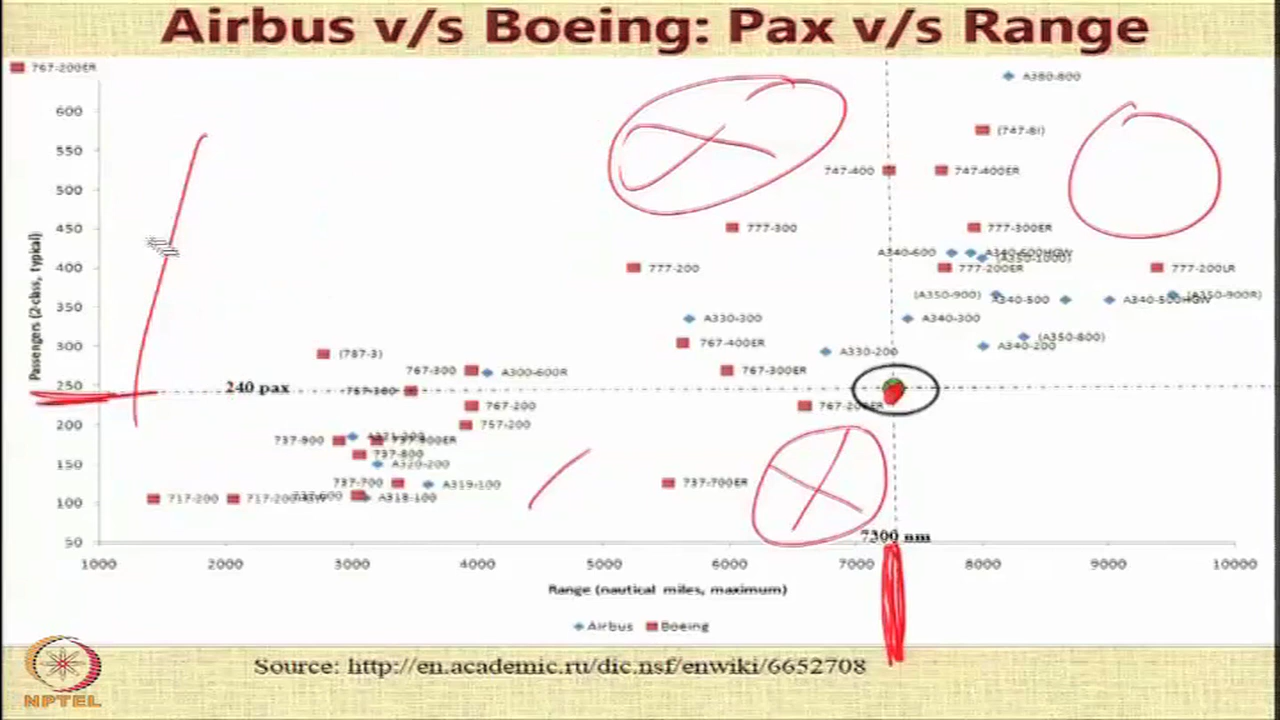 Airbus v/s Boeing: Pax v/s Range
767-200ER
A380-800
600
(747-8I)
550
747-400
747-400ER
500
777-300
777-300ER
450
A340-600
A340-600HGW
(A350-1000)
400
777-200
777-200ER
777-200LR
350
(A350-900)
A340-500
A340-500HGW
(A350-900R)
A330-300
A340-300
767-400ER
(A350-800)
300
(787-3)
A330-200
A340-200
767-300
A300-600R
767-300ER
250
240 pax
757-300
767-200
767-200ER
200
757-200
737-900
A321-200
737-900ER
737-800
150
A320-200
737-700
A319-100
737-700ER
100
717-200
717-200HGW
737-600
A318-100
50
7300 nm
1000 2000 3000 4000 5000 6000 7000 8000 9000 10000
Passengers (2-class, typical)
Range (nautical miles, maximum)
Airbus Boeing
Source: http://en.academic.ru/dic.nsf/enwiki/6652708
NPTEL